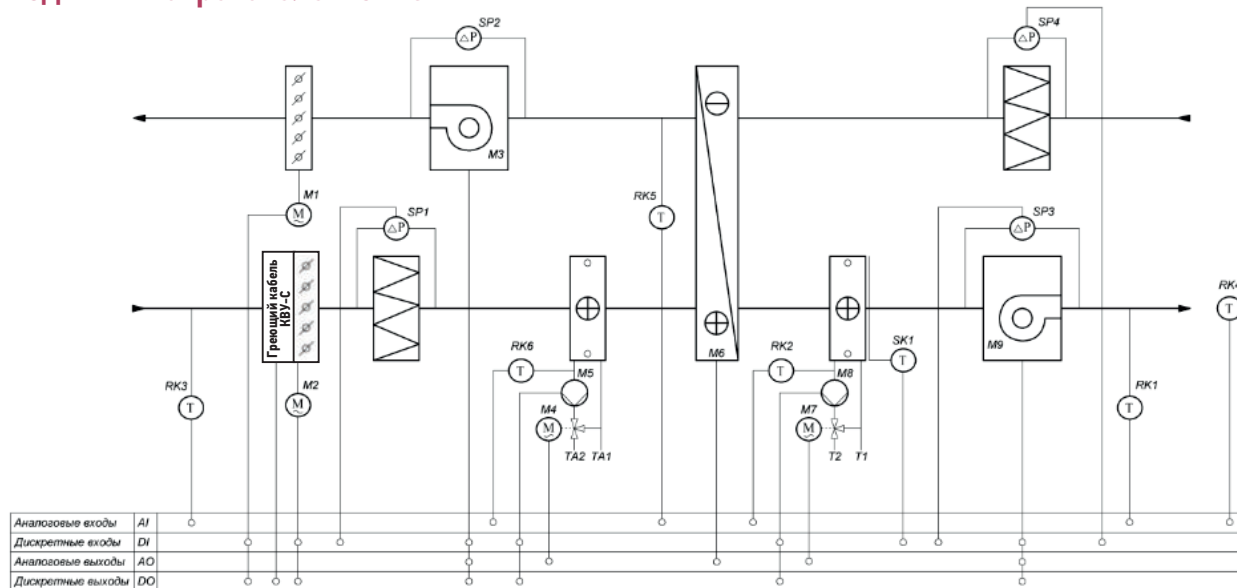 SP2
SP4
△P
△P
M3
M1
M
SP1
△P
RK5
T
SP3
△P
Греющий кабель
КВУ-С
RK4
T
M9
RK3
T
M2
M
RK6
T
M5
M4
M
TA2
TA1
M6
RK2
T
M8
M7
M
T2
T1
SK1
T
RK1
T
Аналоговые входы AI
Дискретные входы DI
Аналоговые выходы AO
Дискретные выходы DO